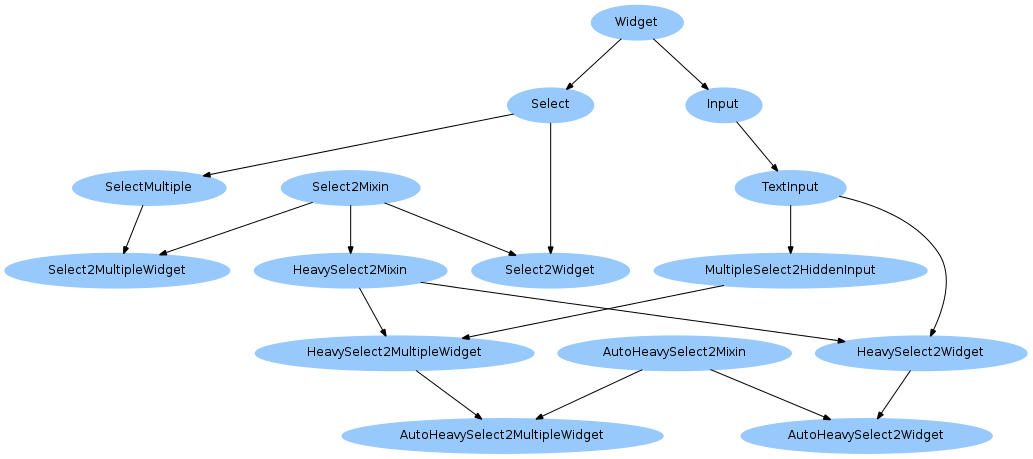 Widget
Select
Input
SelectMultiple
Select2Mixin
TextInput
Select2MultipleWidget
HeavySelect2Mixin
Select2Widget
MultipleSelect2HiddenInput
HeavySelect2MultipleWidget
AutoHeavySelect2Mixin
HeavySelect2Widget
AutoHeavySelect2MultipleWidget
AutoHeavySelect2Widget